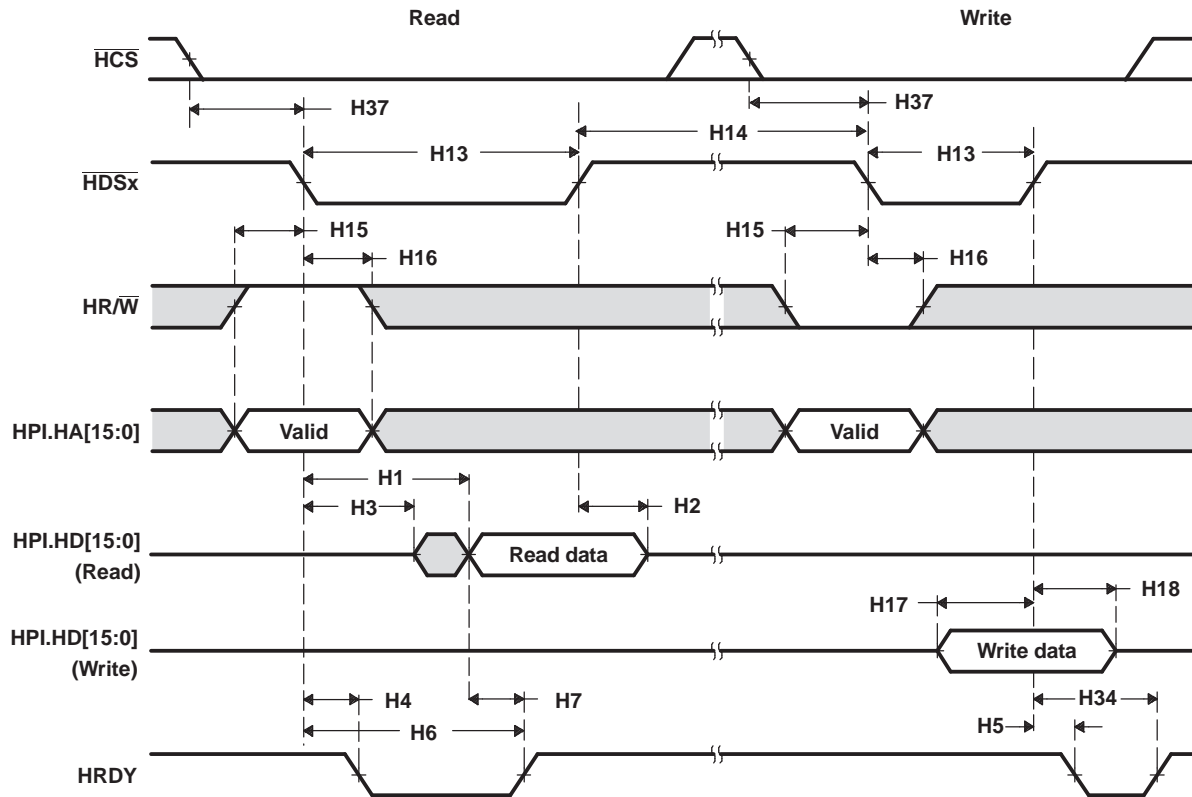 Read Write
HCS
H37 H37
H14
H13 H13
HDSx
H15 H15
H16 H16
HR/W
HPI.HA[15:0] Valid Valid
H1
H3 H2
HPI.HD[15:0]
(Read)
Read data
H17 H18
HPI.HD[15:0]
(Write)
Write data
H4 H7 H34
H6 H5
HRDY